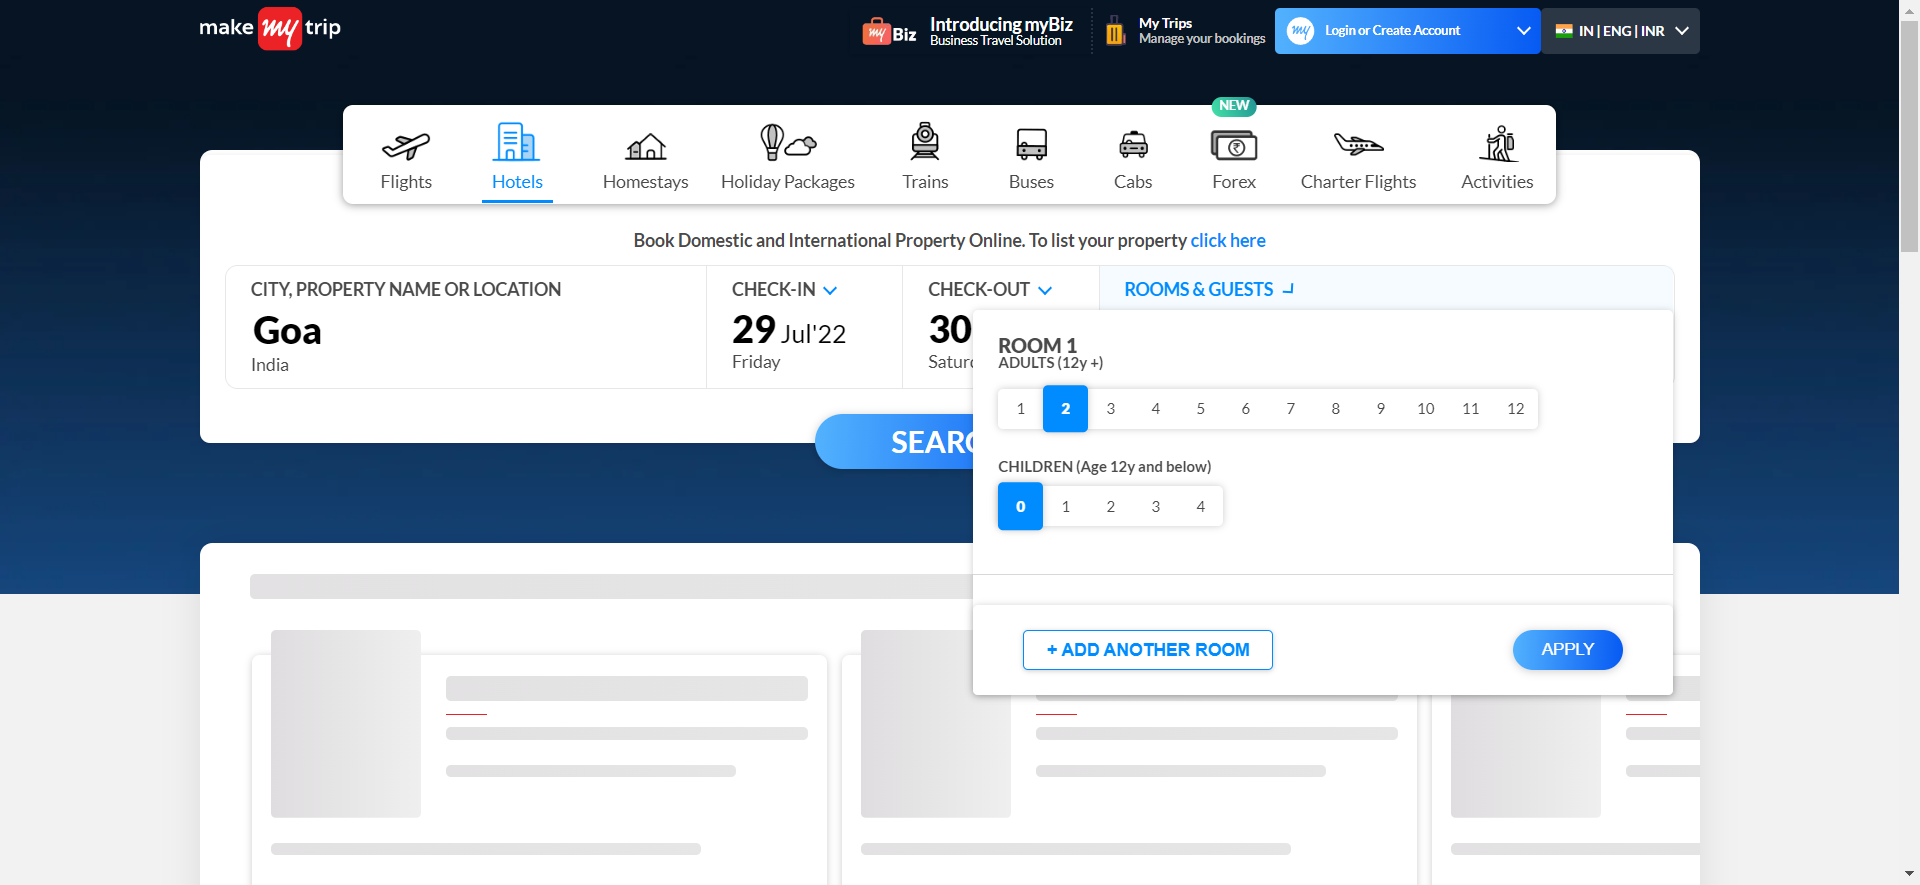 make my trip
my Biz
Introducing myBiz
Business Travel Solution
My Trips
Manage your bookings
my
Login or Create Account
IN | ENG | INR
NEW
Flights
Hotels
Homestays
Holiday Packages
Trains
Buses
Cabs
Forex
Charter Flights
Activities
Book Domestic and International Property Online. To list your property click here
CITY, PROPERTY NAME OR LOCATION
Goa
India
CHECK-IN
29 Jul'22
Friday
CHECK-OUT
30
Satur
ROOMS & GUESTS
SEARC
ROOM 1
ADULTS (12y +)
1 2 3 4 5 6 7 8 9 10 11 12
CHILDREN (Age 12y and below)
0 1 2 3 4
+ ADD ANOTHER ROOM
APPLY